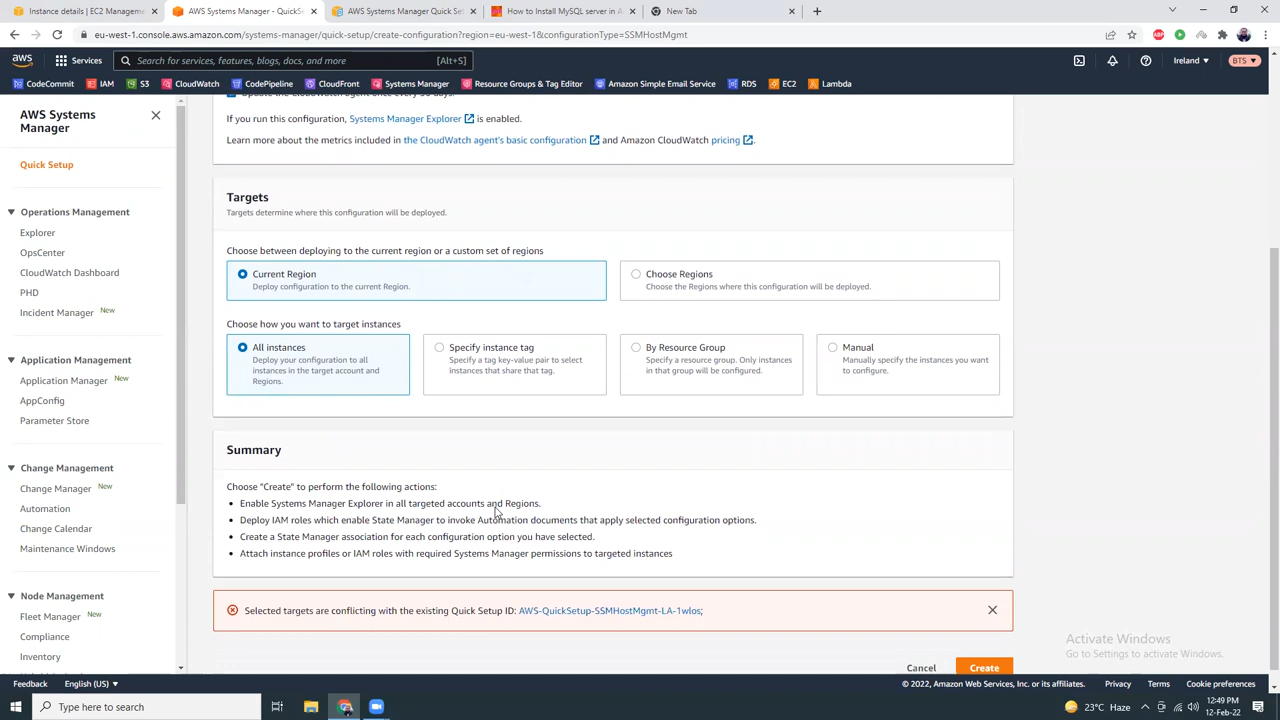 Instance details | EC2 Managem
AWS Systems Manager - QuickSe
AWS Systems Manager Quick Set
How to Install MySQL server in A
New Tab
eu-west-1.console.aws.amazon.com/systems-manager/quick-setup/create-configuration?region=eu-west-1&configurationType=SSMHostMgmt
aws
Services
Search for services, features, blogs, docs, and more
[Alt+S]
Ireland ▼
BTS ▼
CodeCommit
IAM
S3
CloudWatch
CodePipeline
CloudFront
Systems Manager
Resource Groups & Tag Editor
Amazon Simple Email Service
RDS
EC2
Lambda
AWS Systems
Manager
Quick Setup
Operations Management
Explorer
OpsCenter
CloudWatch Dashboard
PHD
Incident Manager New
Application Management
Application Manager New
AppConfig
Parameter Store
Change Management
Change Manager New
Automation
Change Calendar
Maintenance Windows
Node Management
Fleet Manager New
Compliance
Inventory
Update the CloudWatch agent once every 30 days.
If you run this configuration, Systems Manager Explorer is enabled.
Learn more about the metrics included in the CloudWatch agent's basic configuration and Amazon CloudWatch pricing.
Targets
Targets determine where this configuration will be deployed.
Choose between deploying to the current region or a custom set of regions
Current Region
Deploy configuration to the current Region.
Choose Regions
Choose the Regions where this configuration will be deployed.
Choose how you want to target instances
All instances
Deploy your configuration to all
instances in the target account and
Regions.
Specify instance tag
Specify a tag key-value pair to select
instances that share that tag.
By Resource Group
Specify a resource group. Only instances
in that group will be configured.
Manual
Manually specify the instances you want
to configure.
Summary
Choose "Create" to perform the following actions:
• Enable Systems Manager Explorer in all targeted accounts and Regions.
• Deploy IAM roles which enable State Manager to invoke Automation documents that apply selected configuration options.
• Create a State Manager association for each configuration option you have selected.
• Attach instance profiles or IAM roles with required Systems Manager permissions to targeted instances
Selected targets are conflicting with the existing Quick Setup ID: AWS-QuickSetup-SSMHostMgmt-LA-1wlos;
Cancel
Create
Activate Windows
Go to Settings to activate Windows.
Feedback
English (US) ▼
© 2022, Amazon Web Services, Inc. or its affiliates.
Privacy
Terms
Cookie preferences
Type here to search
23°C Haze
12:49 PM
12-Feb-22